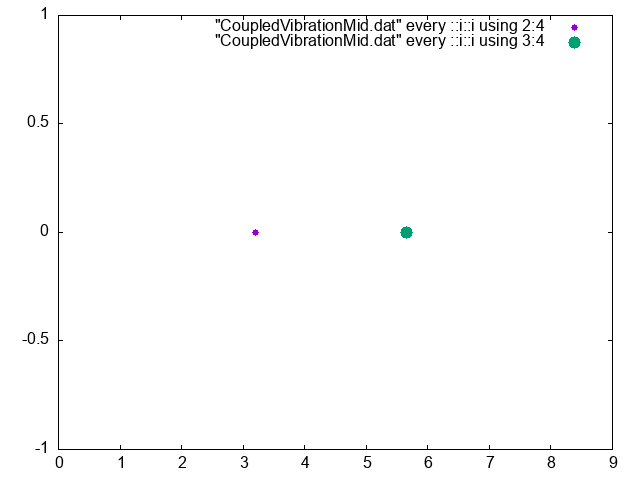 "CoupledVibrationMid.dat" every ::i::i using 2:4
"CoupledVibrationMid.dat" every ::i::i using 3:4
1
0.5
0
-0.5
-1
0 1 2 3 4 5 6 7 8 9